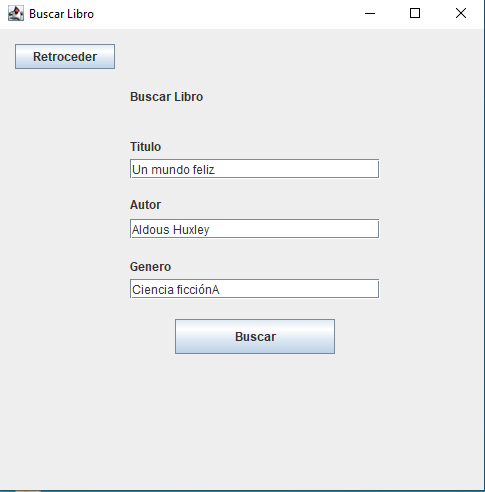 Buscar Libro
Retroceder
Buscar Libro
Titulo
Un mundo feliz
Autor
Aldous Huxley
Genero
Ciencia ficciónA
Buscar